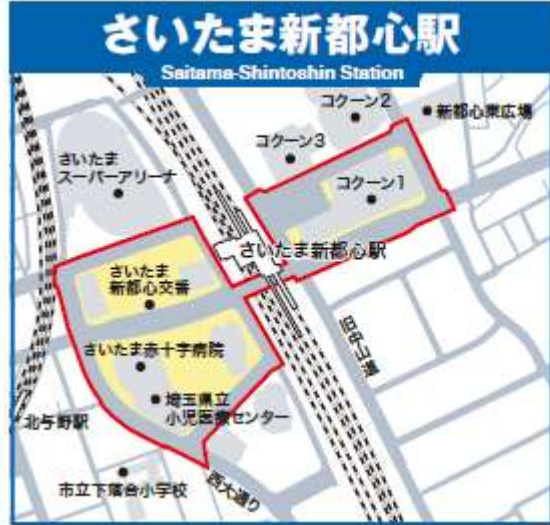 さいたま新都心駅
Saitama-Shintoshin Station
コクーン2
新都心東広場
コクーン3
さいたま
スーパーアリーナ
コクーン1
さいたま新都心駅
さいたま
新都心交番
旧中山道
さいたま赤十字病院
埼玉県立
小児医療センター
北与野駅
市立下落合小学校
西大通り